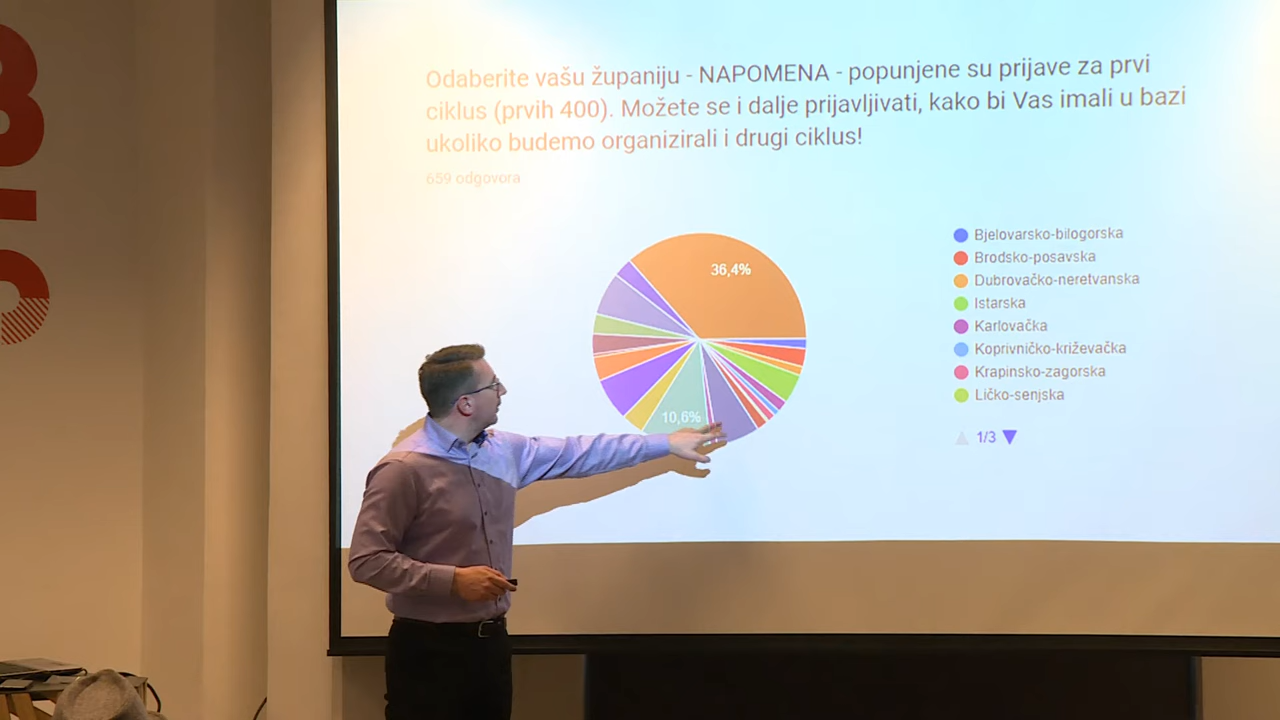 Odaberite vašu županiju - NAPOMENA - popunjene su prijave za prvi
ciklus (prvih 400). Možete se i dalje prijavljivati, kako bi Vas imali u bazi
ukoliko budemo organizirali i drugi ciklus!
659 odgovora
36,4%
10,6%
Bjelovarsko-bilogorska
Brodsko-posavska
Dubrovačko-neretvanska
Istarska
Karlovačka
Koprivničko-križevačka
Krapinsko-zagorska
Ličko-senjska
1/3